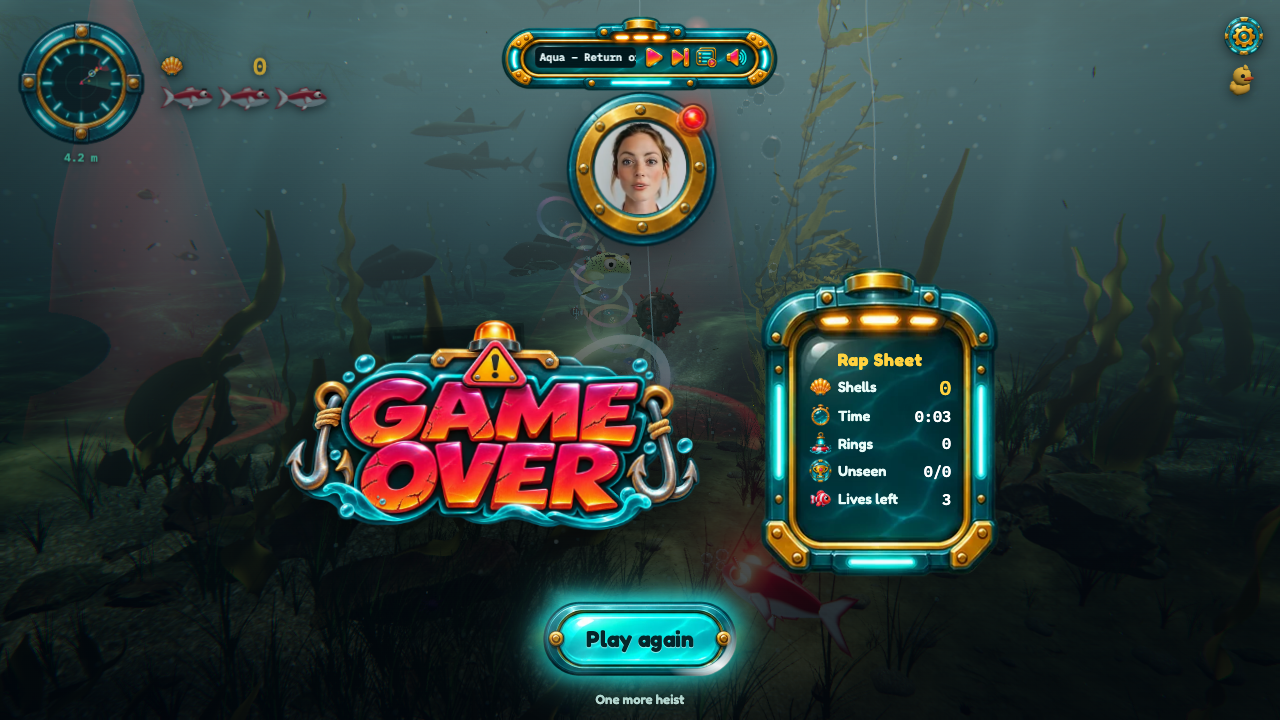 Aqua – Return o
0
4.2 m
GAME
OVER
Rap Sheet
Shells 0
Time 0:03
Rings 0
Unseen 0/0
Lives left 3
Play again
One more heist